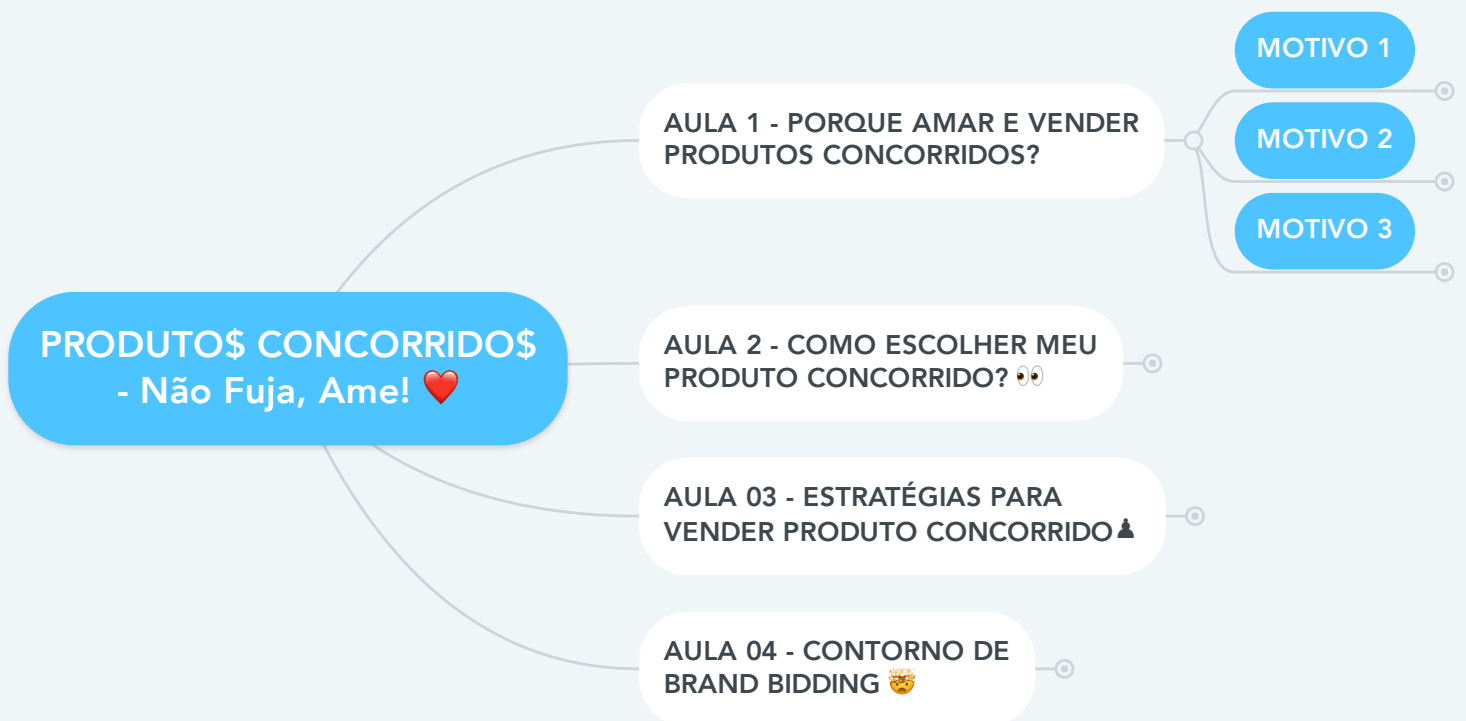 PRODUTO$ CONCORRIDO$
- Não Fuja, Ame! ❤️
AULA 1 - PORQUE AMAR E VENDER
PRODUTOS CONCORRIDOS?
MOTIVO 1
MOTIVO 2
MOTIVO 3
AULA 2 - COMO ESCOLHER MEU
PRODUTO CONCORRIDO? 👀
AULA 03 - ESTRATÉGIAS PARA
VENDER PRODUTO CONCORRIDO♟
AULA 04 - CONTORNO DE
BRAND BIDDING 🤯